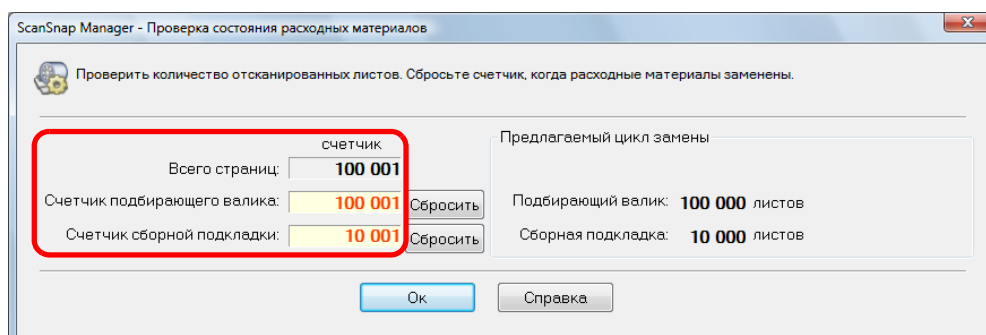 ScanSnap Manager - Проверка состояния расходных материалов
Проверить количество отсканированных листов. Сбросьте счетчик, когда расходные материалы заменены.
счетчик
Всего страниц: 100 001
Счетчик подбирающего валика: 100 001 Сбросить
Счетчик сборной подкладки: 10 001 Сбросить
Предлагаемый цикл замены
Подбирающий валик: 100 000 листов
Сборная подкладка: 10 000 листов
Ок Справка